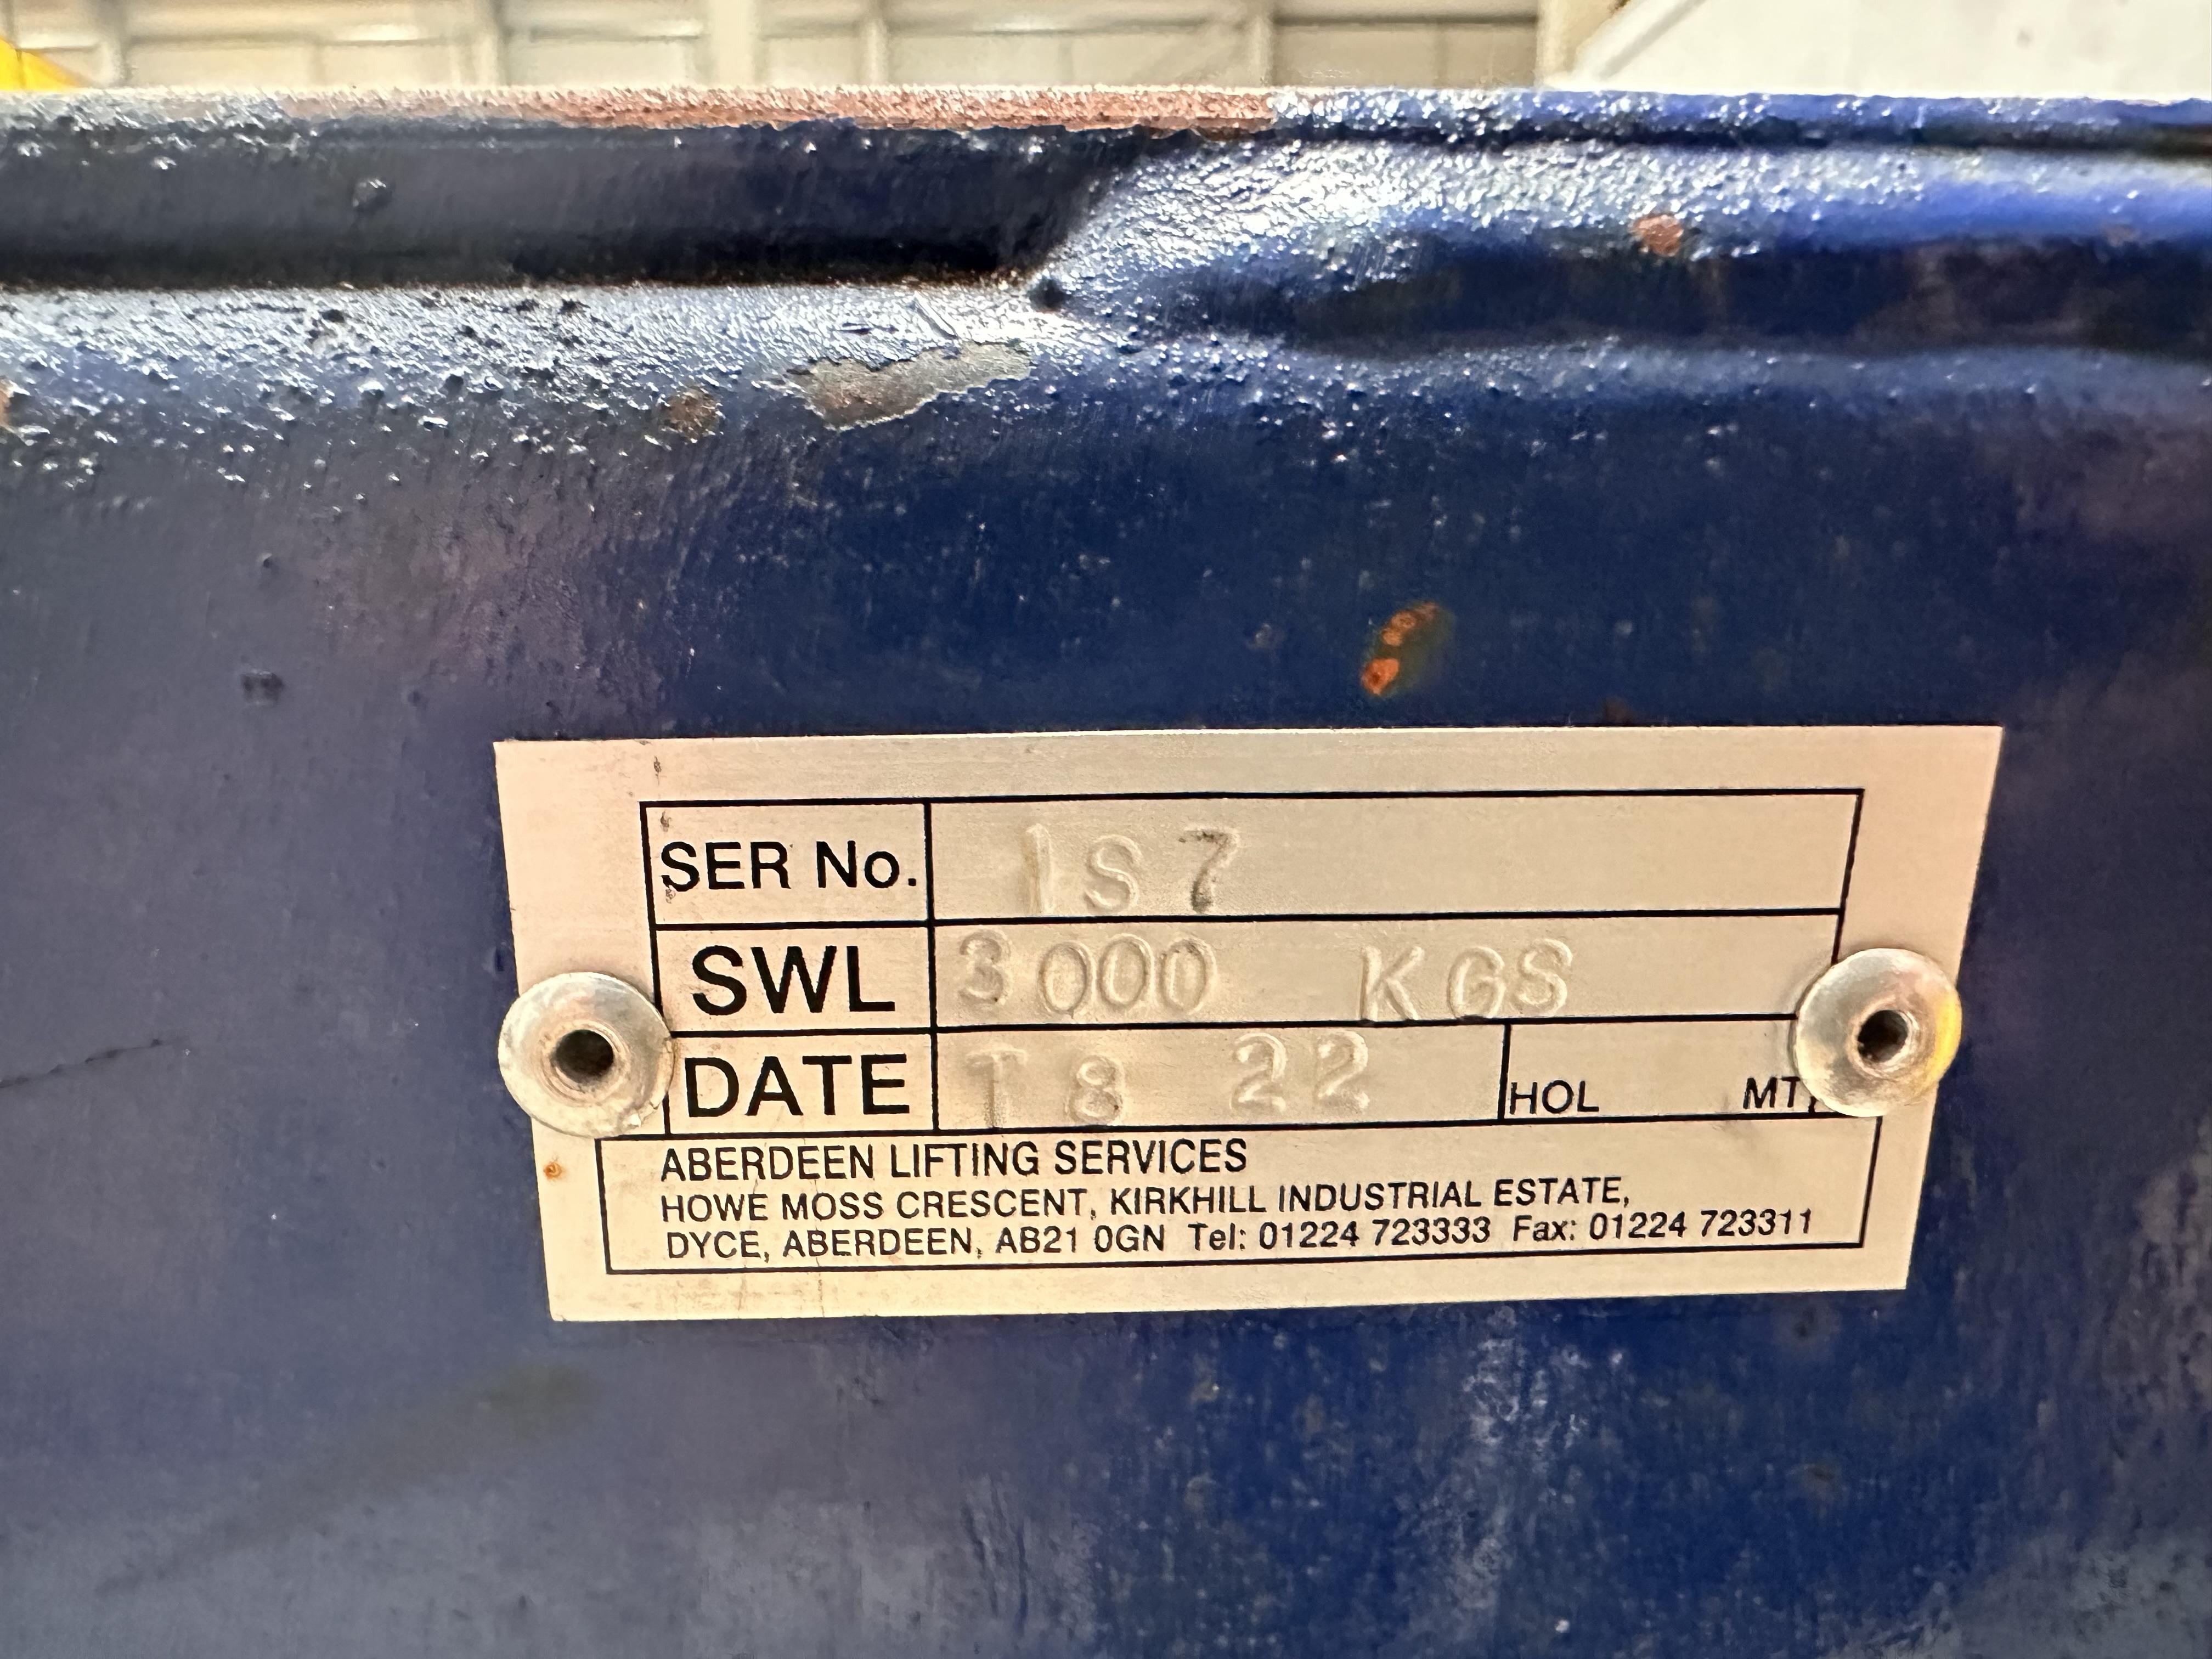 SER No. 1S7
SWL 3000 KGS
DATE T8 22 HOL MTR
ABERDEEN LIFTING SERVICES
HOWE MOSS CRESCENT, KIRKHILL INDUSTRIAL ESTATE,
DYCE, ABERDEEN, AB21 0GN Tel: 01224 723333 Fax: 01224 723311